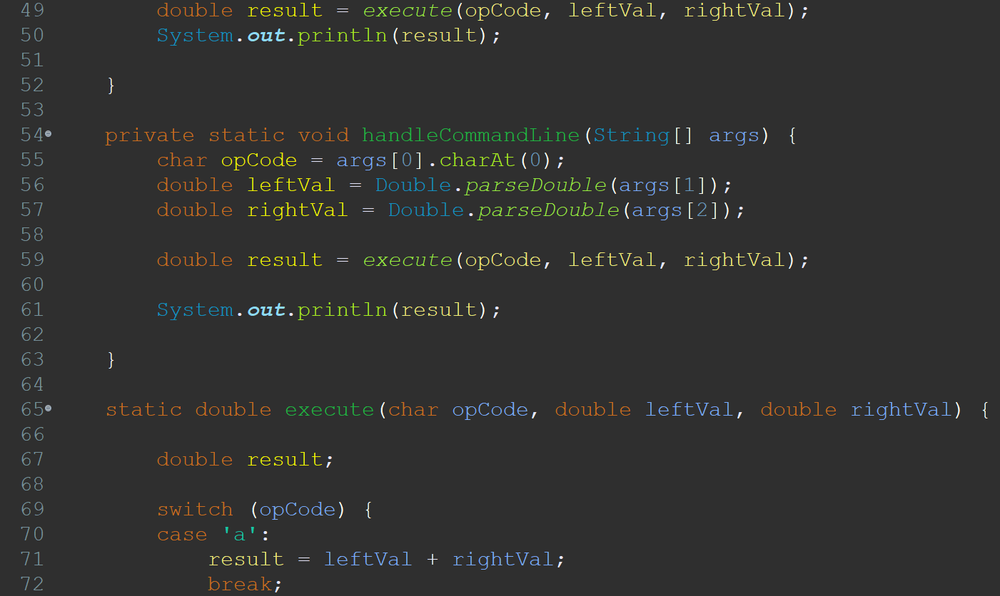 49 double result = execute(opCode, leftVal, rightVal);
50 System.out.println(result);
51
52 }
53
54 private static void handleCommandLine(String[] args) {
55 char opCode = args[0].charAt(0);
56 double leftVal = Double.parseDouble(args[1]);
57 double rightVal = Double.parseDouble(args[2]);
58
59 double result = execute(opCode, leftVal, rightVal);
60
61 System.out.println(result);
62
63 }
64
65 static double execute(char opCode, double leftVal, double rightVal) {
66
67 double result;
68
69 switch (opCode) {
70 case 'a':
71 result = leftVal + rightVal;
72 break;